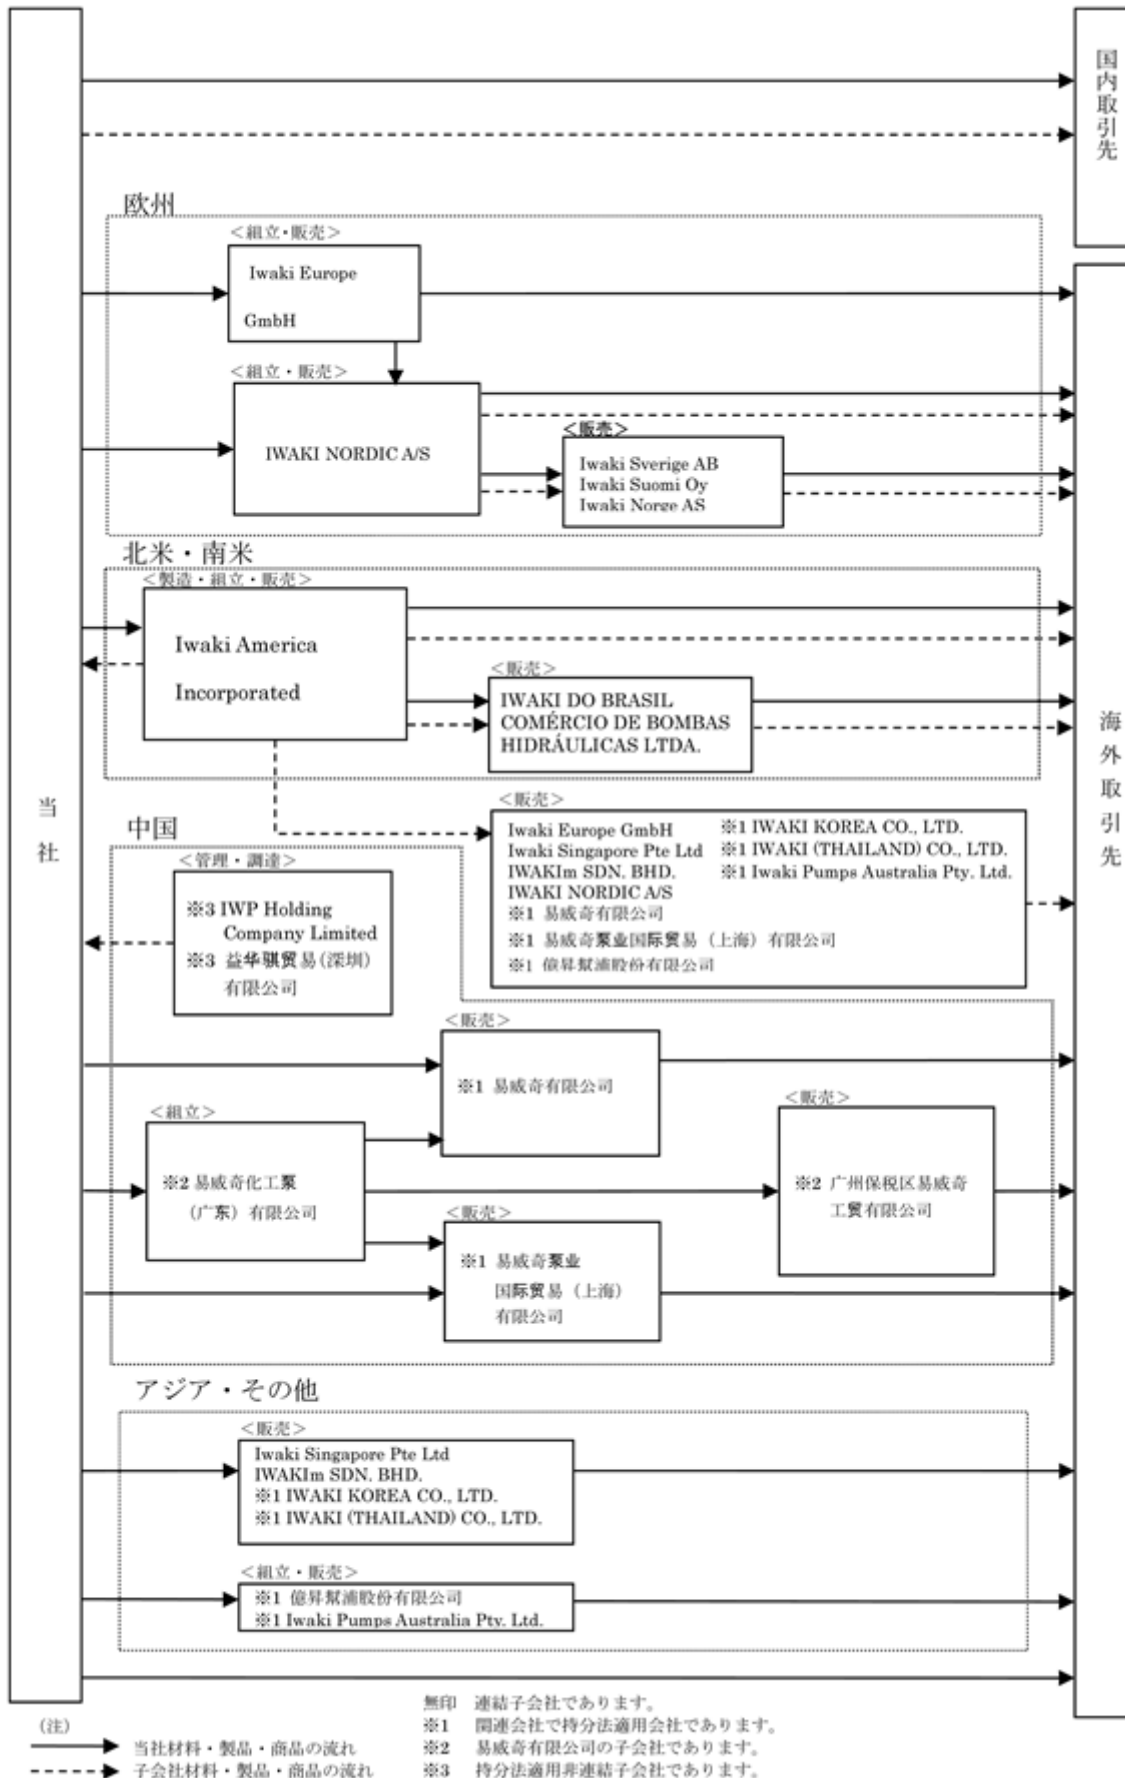 当社
国内取引先
海外取引先
欧州
＜組立・販売＞
Iwaki Europe
GmbH
＜組立・販売＞
IWAKI NORDIC A/S
＜販売＞
Iwaki Sverige AB
Iwaki Suomi Oy
Iwaki Norge AS
北米・南米
＜製造・組立・販売＞
Iwaki America
Incorporated
＜販売＞
IWAKI DO BRASIL
COMÉRCIO DE BOMBAS
HIDRÁULICAS LTDA.
＜販売＞
Iwaki Europe GmbH
Iwaki Singapore Pte Ltd
IWAKIm SDN. BHD.
IWAKI NORDIC A/S
※1 IWAKI KOREA CO., LTD.
※1 IWAKI (THAILAND) CO., LTD.
※1 Iwaki Pumps Australia Pty. Ltd.
※1 易威奇有限公司
※1 易威奇泵业国际贸易（上海）有限公司
※1 億昇幫浦股份有限公司
中国
＜管理・調達＞
※3 IWP Holding
Company Limited
※3 益华骐贸易(深圳)
有限公司
＜販売＞
※1 易威奇有限公司
＜組立＞
※2 易威奇化工泵
（广东）有限公司
＜販売＞
※2 广州保税区易威奇
工贸有限公司
＜販売＞
※1 易威奇泵业
国际贸易（上海）
有限公司
アジア・その他
＜販売＞
Iwaki Singapore Pte Ltd
IWAKIm SDN. BHD.
※1 IWAKI KOREA CO., LTD.
※1 IWAKI (THAILAND) CO., LTD.
＜組立・販売＞
※1 億昇幫浦股份有限公司
※1 Iwaki Pumps Australia Pty. Ltd.
（注）
当社材料・製品・商品の流れ
子会社材料・製品・商品の流れ
無印 連結子会社であります。
※1 関連会社で持分法適用会社であります。
※2 易威奇有限公司の子会社であります。
※3 持分法適用非連結子会社であります。